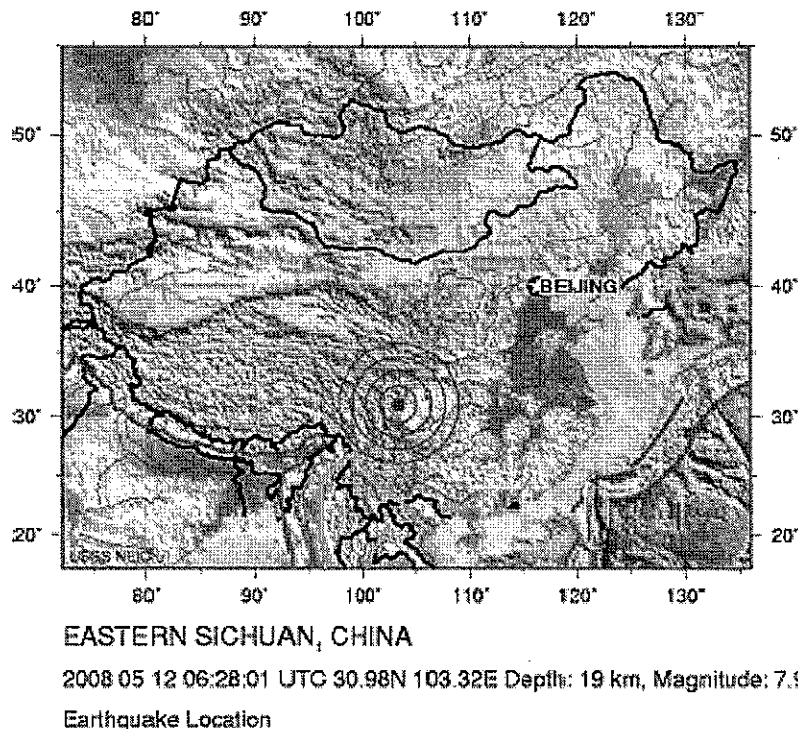 80° 90° 100° 110° 120° 130°
50° 50°
BEIJING
40° 40°
30° 30°
20° 20°
USGS NEIC
80° 90° 100° 110° 120° 130°
EASTERN SICHUAN, CHINA
2008 05 12 06:28:01 UTC 30.98N 103.32E Depth: 19 km, Magnitude: 7.9
Earthquake Location